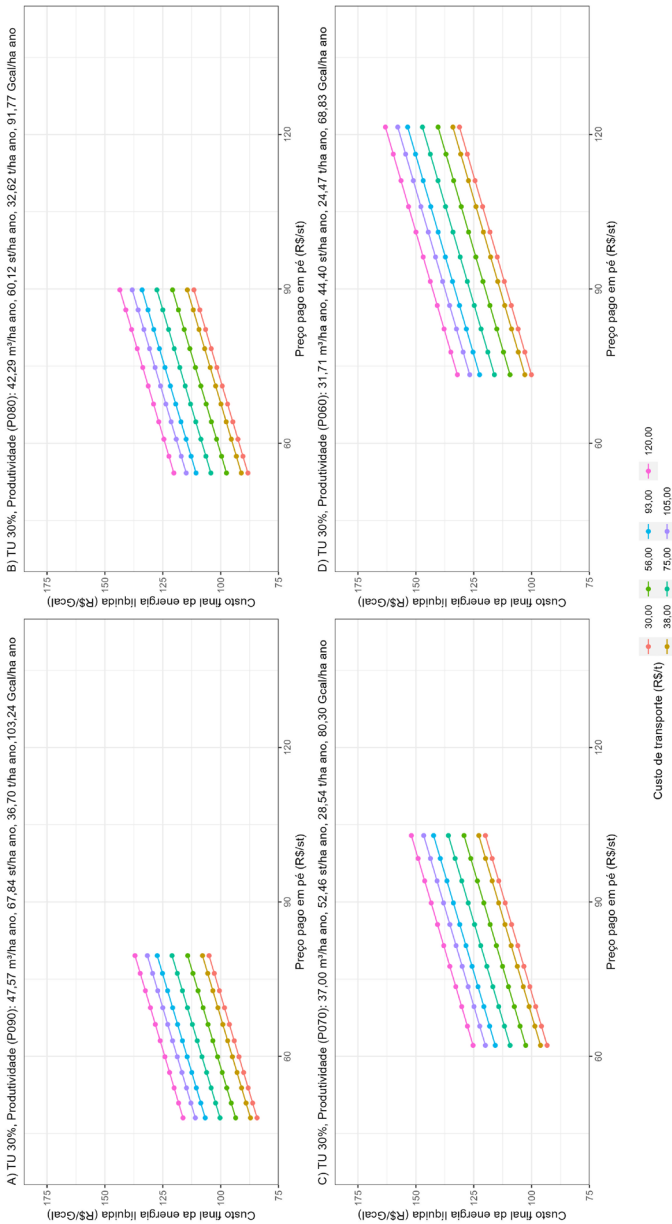 A) TU 30%, Produtividade (P090): 47,57 m³/ha ano, 67,84 st/ha ano, 36,70 t/ha ano,103,24 Gcal/ha ano
Custo final da energia líquida (R$/Gcal)
175
150
125
100
75
60
90
120
Preço pago em pé (R$/st)
B) TU 30%, Produtividade (P080): 42,29 m³/ha ano, 60,12 st/ha ano, 32,62 t/ha ano, 91,77 Gcal/ha ano
Custo final da energia líquida (R$/Gcal)
175
150
125
100
75
60
90
120
Preço pago em pé (R$/st)
C) TU 30%, Produtividade (P070): 37,00 m³/ha ano, 52,46 st/ha ano, 28,54 t/ha ano, 80,30 Gcal/ha ano
Custo final da energia líquida (R$/Gcal)
175
150
125
100
75
60
90
120
Preço pago em pé (R$/st)
D) TU 30%, Produtividade (P060): 31,71 m³/ha ano, 44,40 st/ha ano, 24,47 t/ha ano, 68,83 Gcal/ha ano
Custo final da energia líquida (R$/Gcal)
175
150
125
100
75
60
90
120
Preço pago em pé (R$/st)
Custo de transporte (R$/t)
30,00 56,00 93,00 120,00
38,00 75,00 105,00